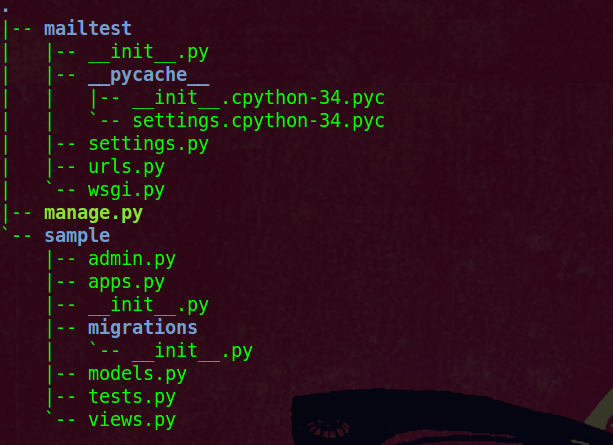 .
|-- mailtest
|   |-- __init__.py
|   |-- __pycache__
|   |   |-- __init__.cpython-34.pyc
|   |   `-- settings.cpython-34.pyc
|   |-- settings.py
|   |-- urls.py
|   `-- wsgi.py
|-- manage.py
`-- sample
    |-- admin.py
    |-- apps.py
    |-- __init__.py
    |-- migrations
    |   `-- __init__.py
    |-- models.py
    |-- tests.py
    `-- views.py